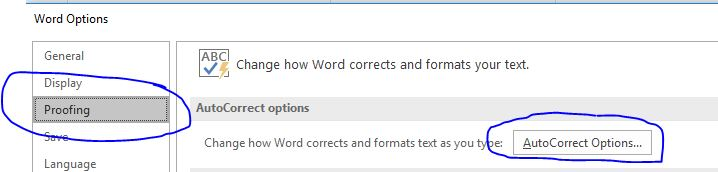 Word Options
General
Display
Proofing
Save
Language
ABC
Change how Word corrects and formats your text.
AutoCorrect options
Change how Word corrects and formats text as you type:
AutoCorrect Options...